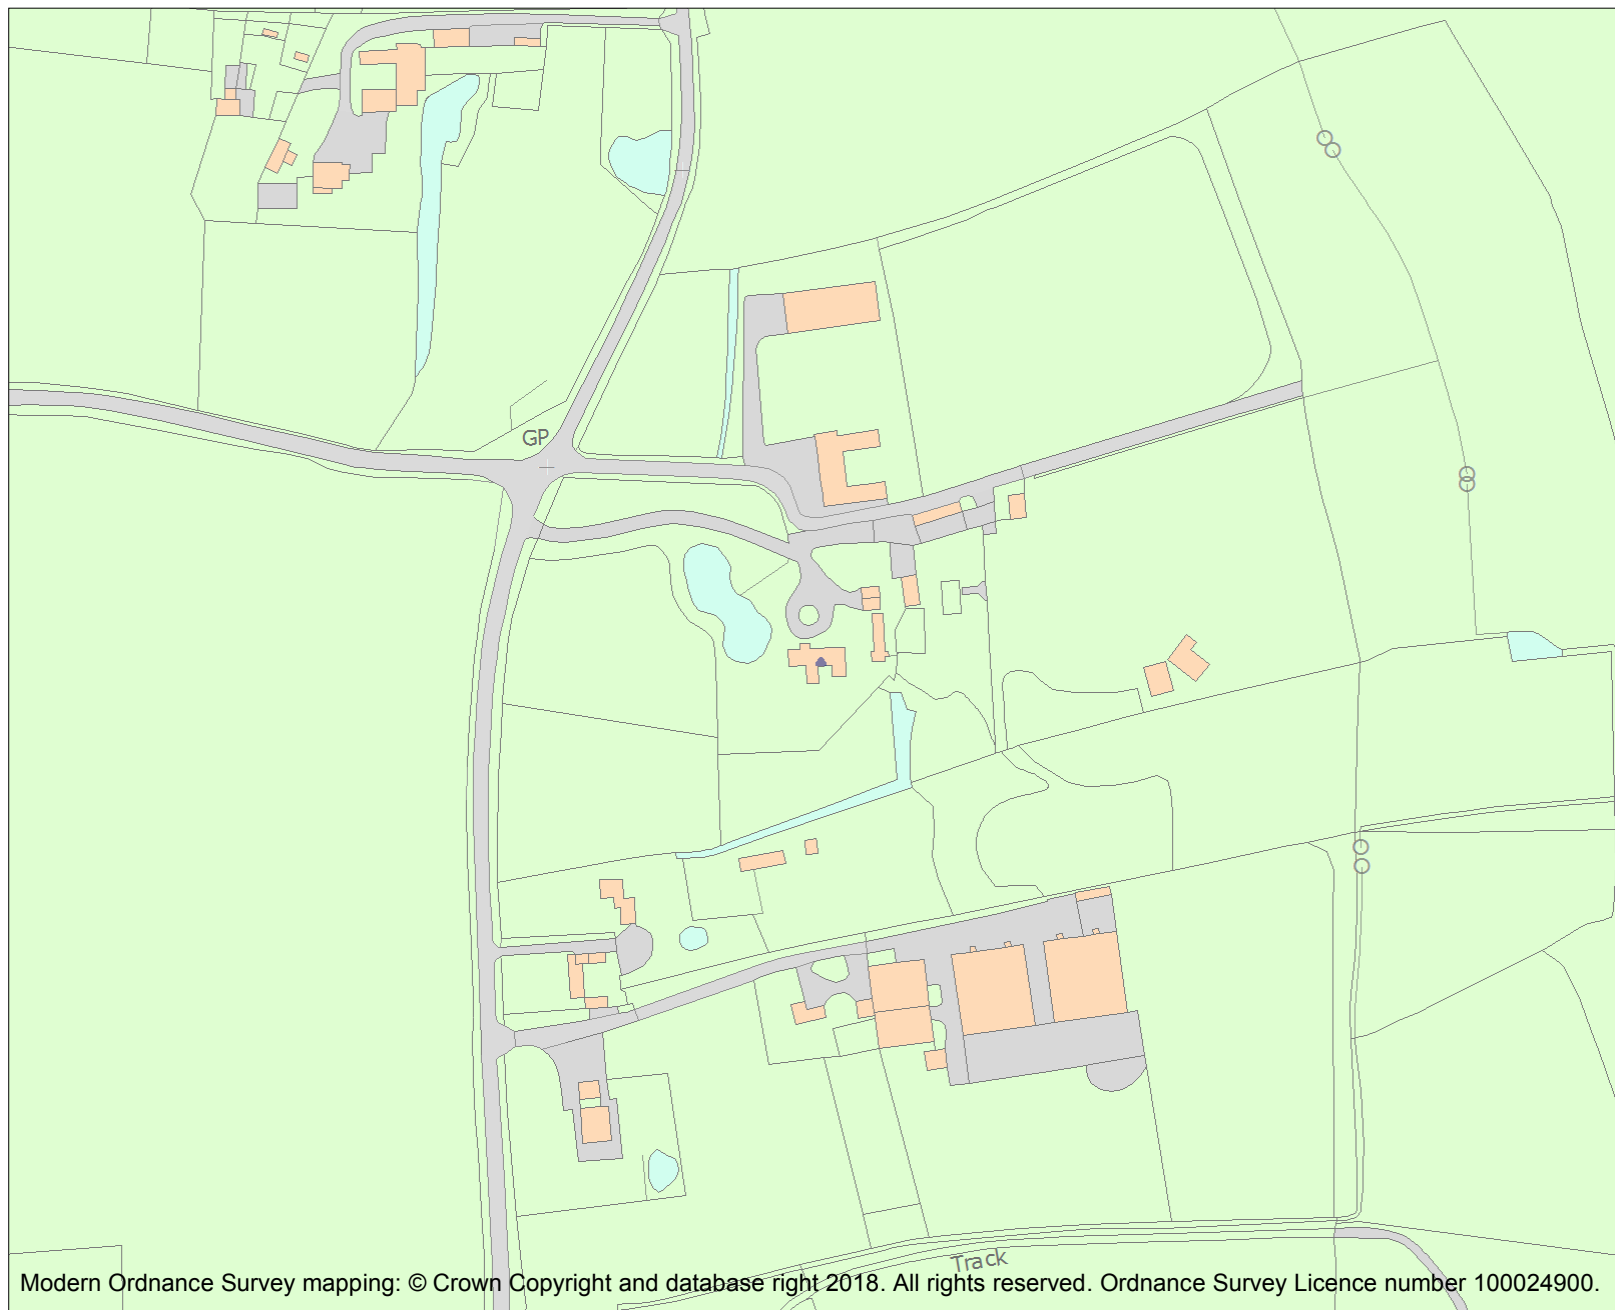 GP
Track
Modern Ordnance Survey mapping: © Crown Copyright and database right 2018. All rights reserved. Ordnance Survey Licence number 100024900.